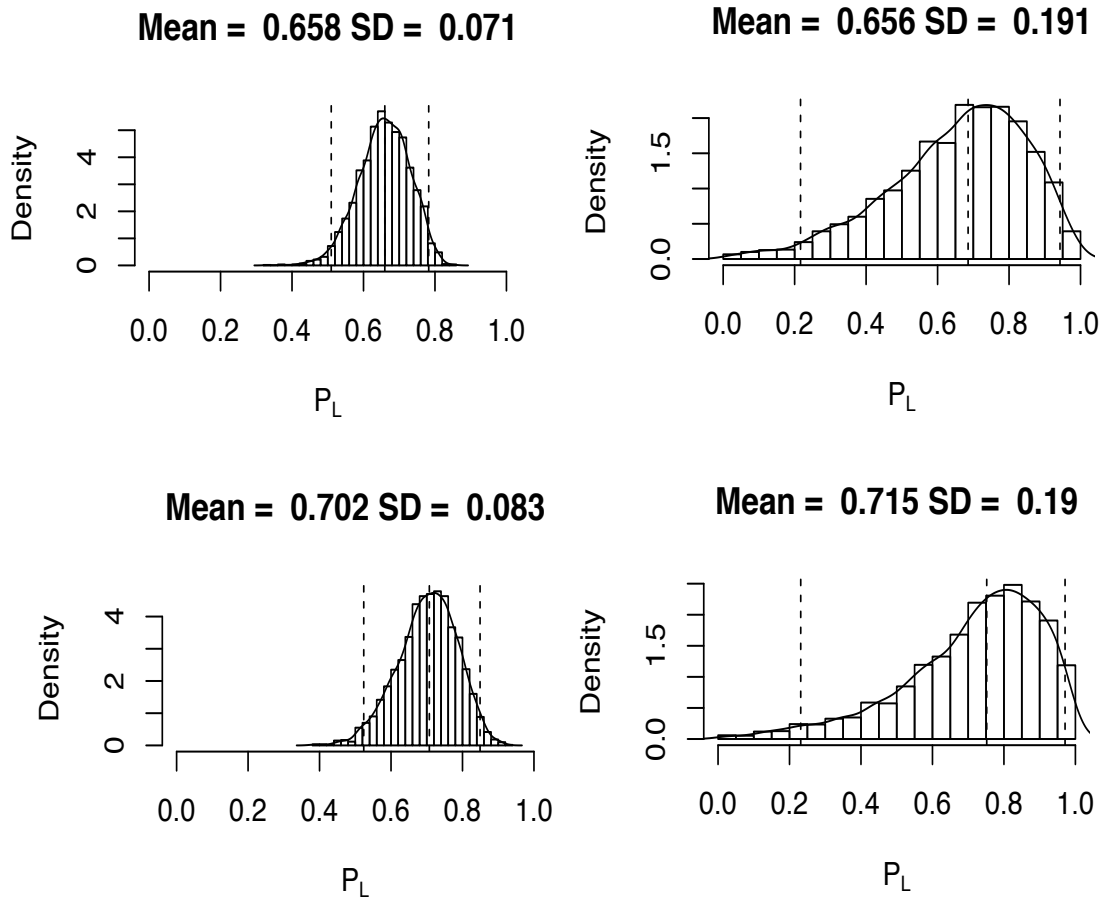 Mean = 0.658 SD = 0.071
Density
0 2 4
0.0 0.2 0.4 0.6 0.8 1.0
P_L
Mean = 0.656 SD = 0.191
Density
0.0 1.5
0.0 0.2 0.4 0.6 0.8 1.0
P_L
Mean = 0.702 SD = 0.083
Density
0 2 4
0.0 0.2 0.4 0.6 0.8 1.0
P_L
Mean = 0.715 SD = 0.19
Density
0.0 1.5
0.0 0.2 0.4 0.6 0.8 1.0
P_L